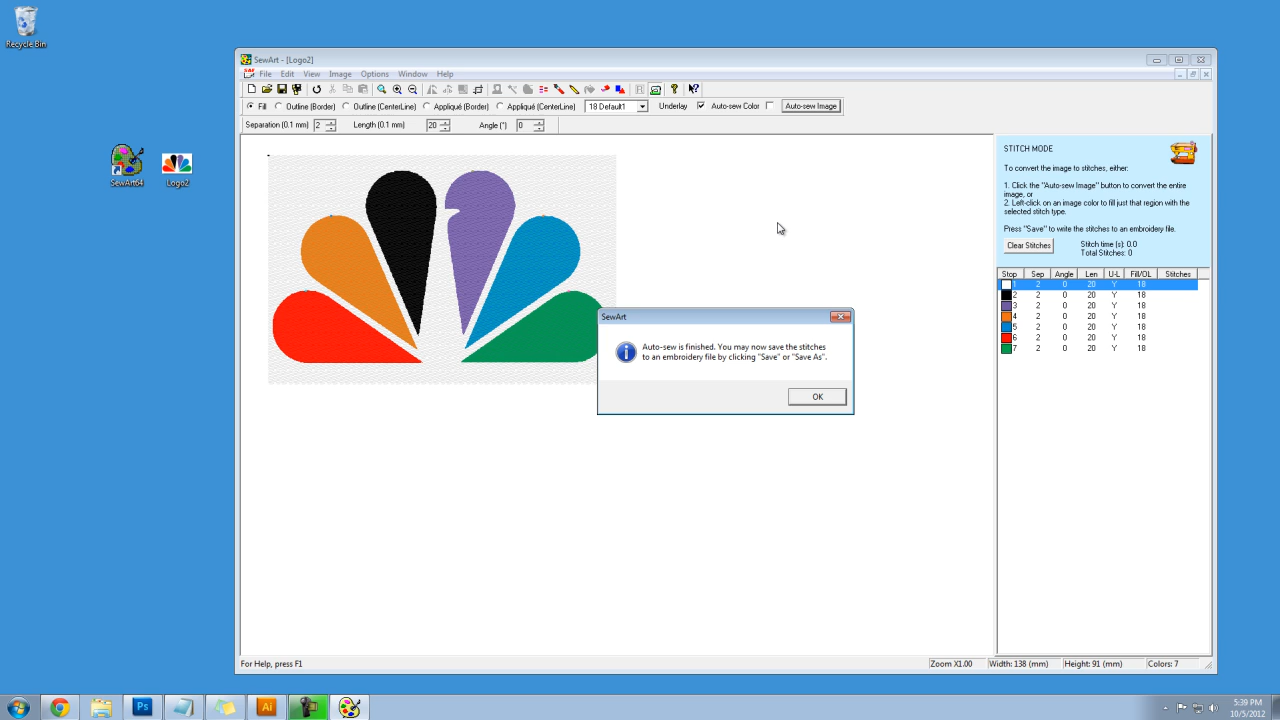 Recycle Bin
SewArt64
Logo2
SewArt - [Logo2]
File Edit View Image Options Window Help
Fill Outline (Border) Outline (CenterLine) Appliqué (Border) Appliqué (CenterLine) 18 Default1 Underlay Auto-sew Color Auto-sew Image
Separation (0.1 mm) 2 Length (0.1 mm) 20 Angle (°) 0
STITCH MODE
To convert the image to stitches, either:
1. Click the "Auto-sew Image" button to convert the entire
image, or
2. Left-click on an image color to fill just that region with the
selected stitch type.
Press "Save" to write the stitches to an embroidery file.
Clear Stitches
Stitch time (s): 0.0
Total Stitches: 0
Stop Sep Angle Len U-L Fill/OL Stitches
1 2 0 20 Y 18
2 2 0 20 Y 18
3 2 0 20 Y 18
4 2 0 20 Y 18
5 2 0 20 Y 18
6 2 0 20 Y 18
7 2 0 20 Y 18
SewArt
Auto-sew is finished. You may now save the stitches
to an embroidery file by clicking "Save" or "Save As".
OK
For Help, press F1
Zoom X1.00 Width: 138 (mm) Height: 91 (mm) Colors: 7
Ps
Ai
5:39 PM
10/5/2012